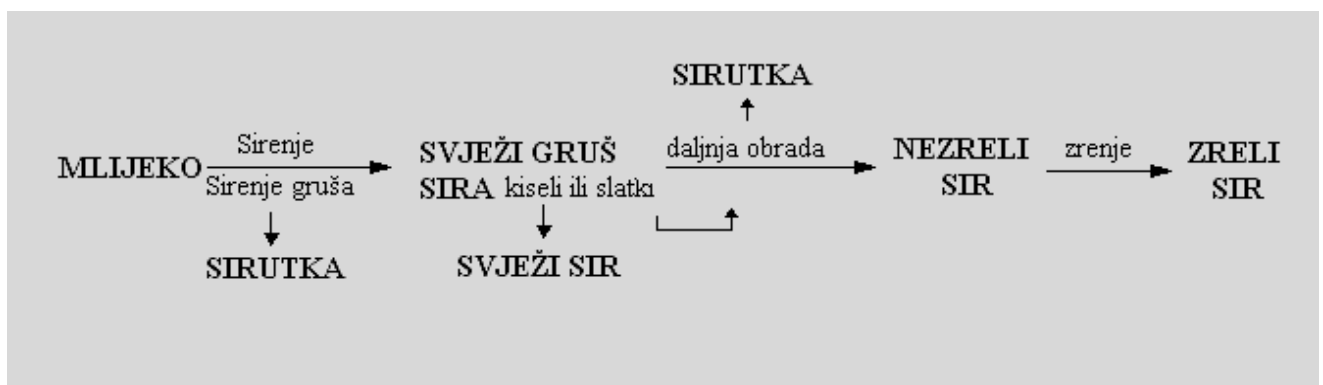 SIRUTKA
Sirenje
MLIJEKO
Sirenje gruša
SIRUTKA
SVJEŽI GRUŠ
SIRA kiseli ili slatki
SVJEŽI SIR
daljnja obrada
NEZRELI
SIR
zrenje
ZRELI
SIR